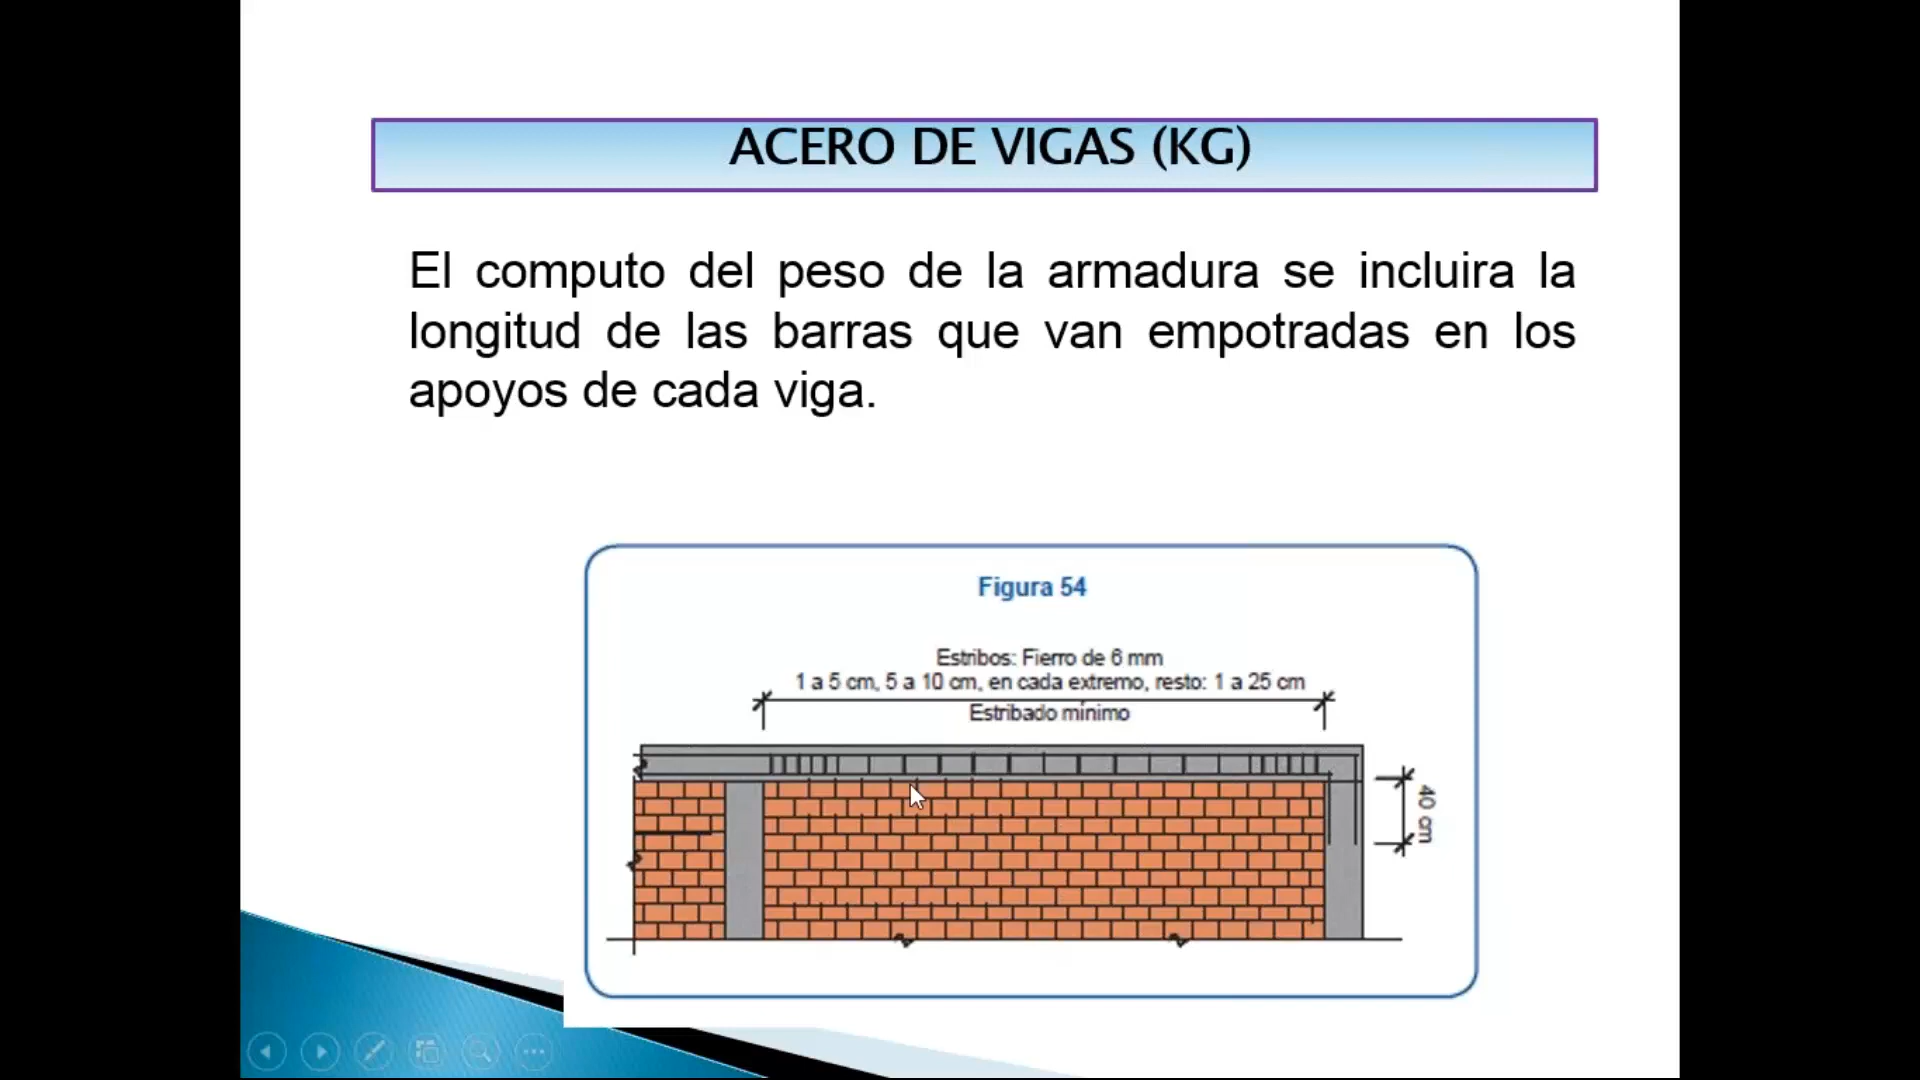 ACERO DE VIGAS (KG)
El computo del peso de la armadura se incluira la
longitud de las barras que van empotradas en los
apoyos de cada viga.
Figura 54
Estribos: Fierro de 6 mm
1 a 5 cm, 5 a 10 cm, en cada extremo, resto: 1 a 25 cm
Estribado mínimo
40 cm